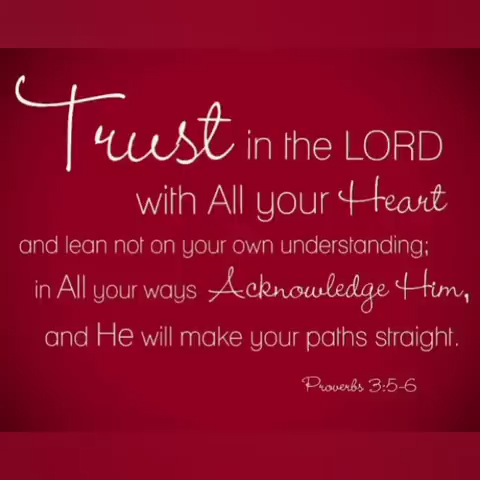 Trust in the LORD
with All your Heart
and lean not on your own understanding;
in All your ways Acknowledge Him,
and He will make your paths straight.
Proverbs 3:5-6